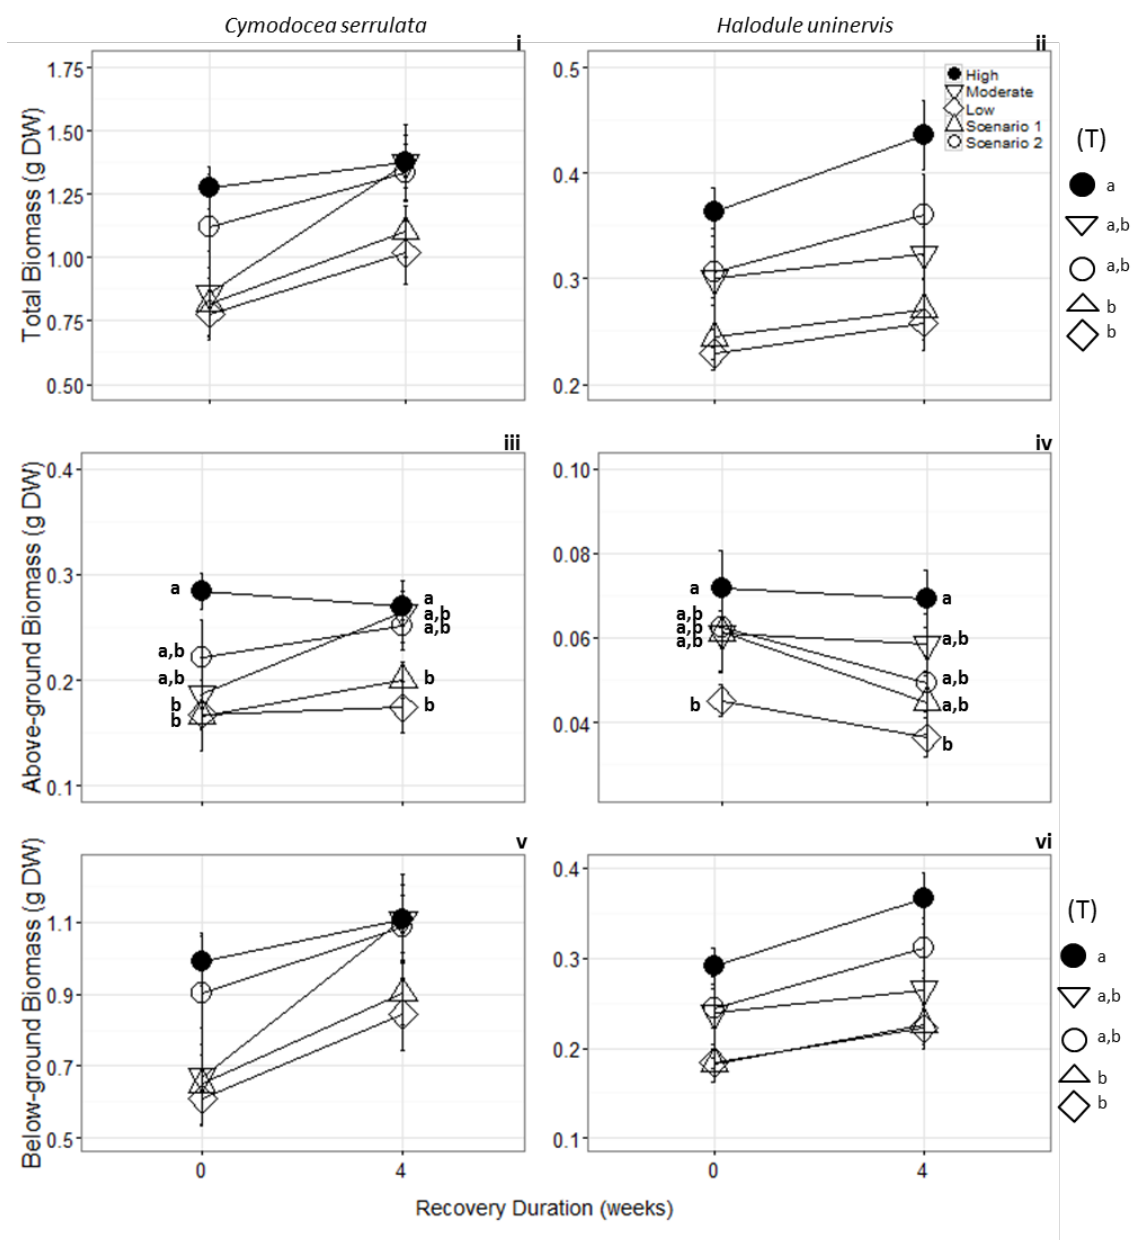 Cymodocea serrulata
Halodule uninervis
i
ii
Total Biomass (g DW)
1.75
1.50
1.25
1.00
0.75
0.50
0.5
0.4
0.3
0.2
High
Moderate
Low
Scenario 1
Scenario 2
(T)
a
a,b
a,b
b
b
iii
iv
Above-ground Biomass (g DW)
0.4
0.3
0.2
0.1
a
a,b
a,b
b
b
a
a,b
a,b
b
b
0.10
0.08
0.06
0.04
a
a,b
a,b
a,b
b
a
a,b
a,b
a,b
b
v
vi
Below-ground Biomass (g DW)
1.1
0.9
0.7
0.5
0.4
0.3
0.2
0.1
(T)
a
a,b
a,b
b
b
0
4
0
4
Recovery Duration (weeks)